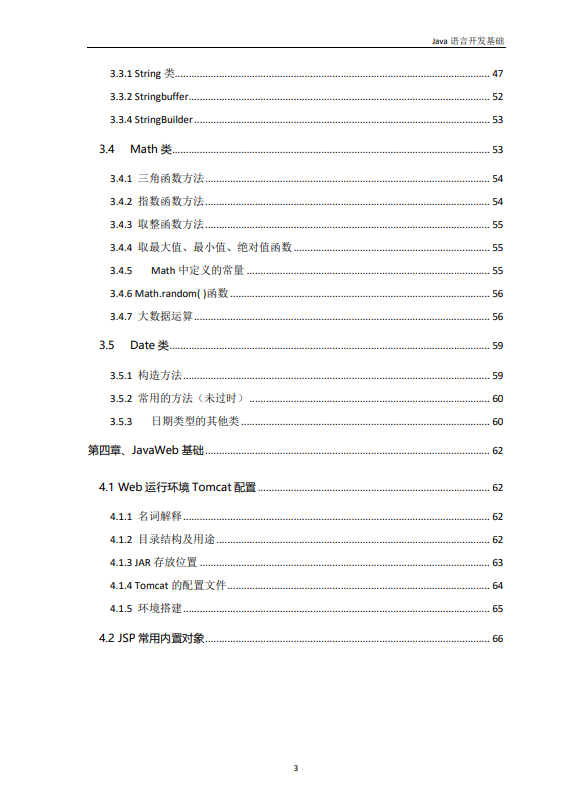 Java 语言开发基础
3.3.1 String 类 47
3.3.2 Stringbuffer 52
3.3.4 StringBuilder 53
3.4 Math 类 53
3.4.1 三角函数方法 54
3.4.2 指数函数方法 54
3.4.3 取整函数方法 55
3.4.4 取最大值、最小值、绝对值函数 55
3.4.5 Math 中定义的常量 55
3.4.6 Math.random( )函数 56
3.4.7 大数据运算 56
3.5 Date 类 59
3.5.1 构造方法 59
3.5.2 常用的方法（未过时） 60
3.5.3 日期类型的其他类 60
第四章、JavaWeb 基础 62
4.1 Web 运行环境 Tomcat 配置 62
4.1.1 名词解释 62
4.1.2 目录结构及用途 62
4.1.3 JAR 存放位置 63
4.1.4 Tomcat 的配置文件 64
4.1.5 环境搭建 65
4.2 JSP 常用内置对象 66
3